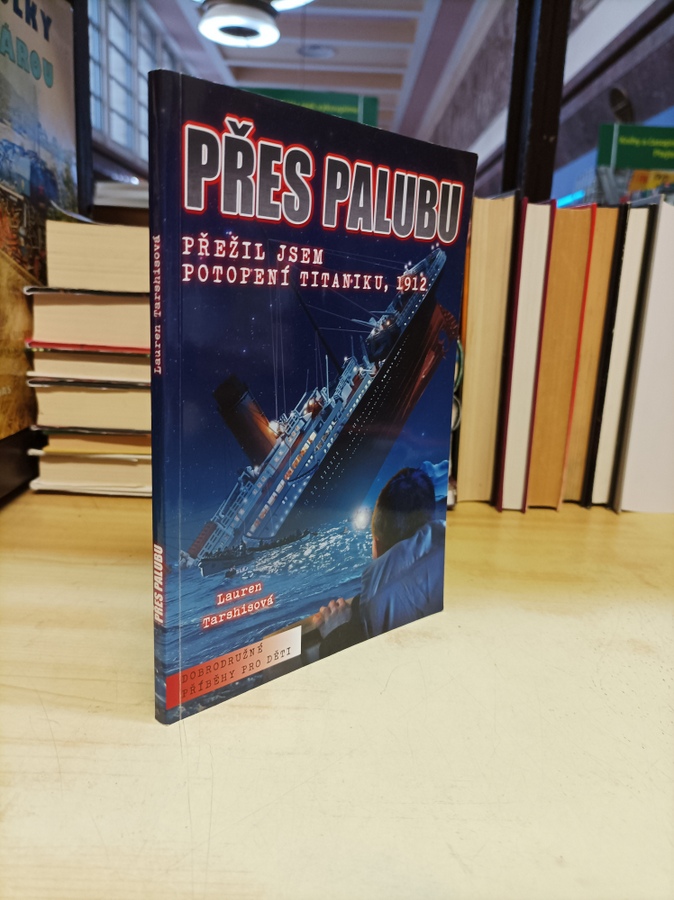 PŘES PALUBU
PŘEŽIL JSEM
POTOPENÍ TITANIKU, 1912
Lauren
Tarshisová
DOBRODRUŽNÉ
PŘÍBĚHY PRO DĚTI
Lauren Tarshisová
PŘES PALUBU